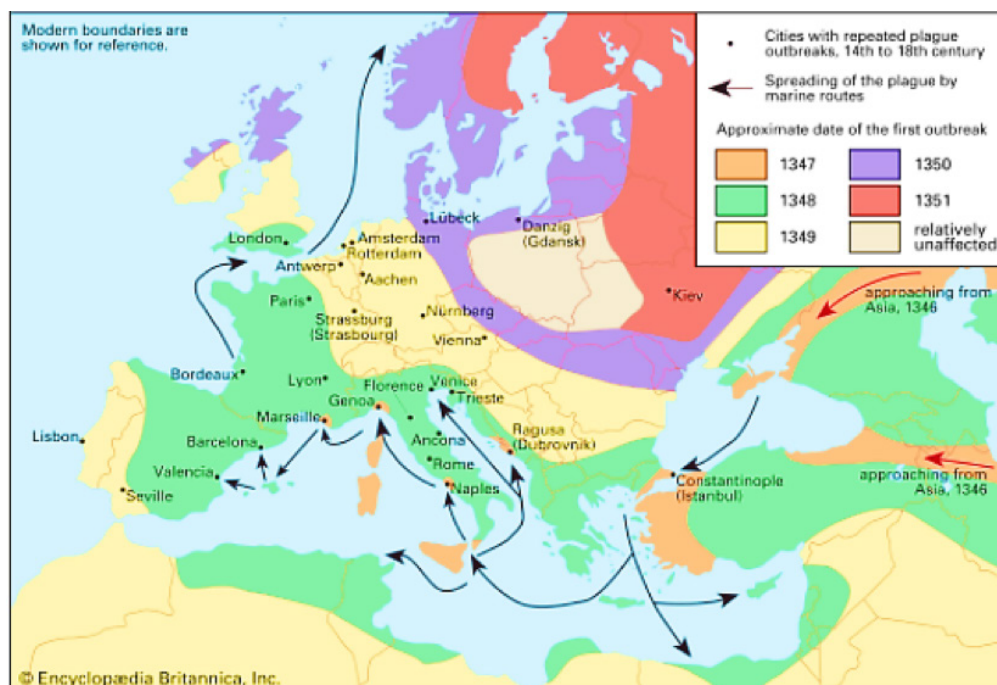 Modern boundaries are
shown for reference.
Cities with repeated plague
outbreaks, 14th to 18th century
Spreading of the plague by
marine routes
Approximate date of the first outbreak
1347
1350
1348
1351
1349
relatively
unaffected
London
Amsterdam
Rotterdam
Antwerp
Aachen
Lübeck
Danzig
(Gdansk)
Paris
Strassburg
(Strasbourg)
Nürnberg
Vienna
Kiev
approaching from
Asia, 1346
Bordeaux
Lyon
Florence
Venice
Trieste
Genoa
Marseille
Lisbon
Barcelona
Ancona
Ragusa
(Dubrovnik)
Valencia
Rome
Seville
Naples
Constantinople
(Istanbul)
approaching from
Asia, 1346
© Encyclopædia Britannica, Inc.